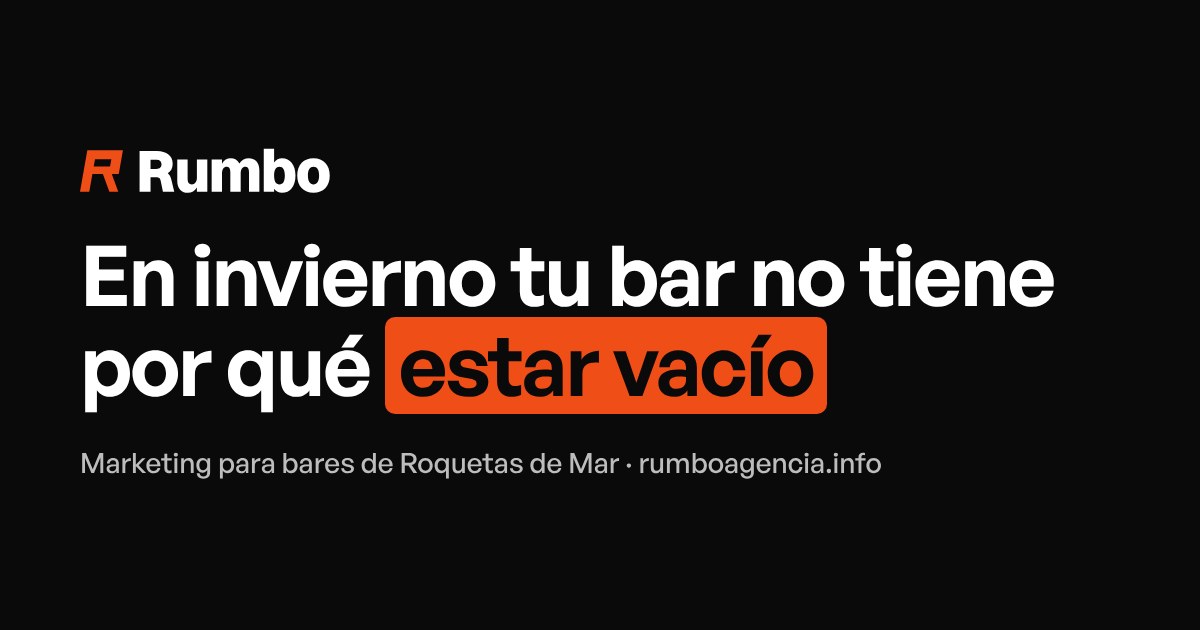 R Rumbo
En invierno tu bar no tiene
por qué estar vacío
Marketing para bares de Roquetas de Mar · rumboagencia.info